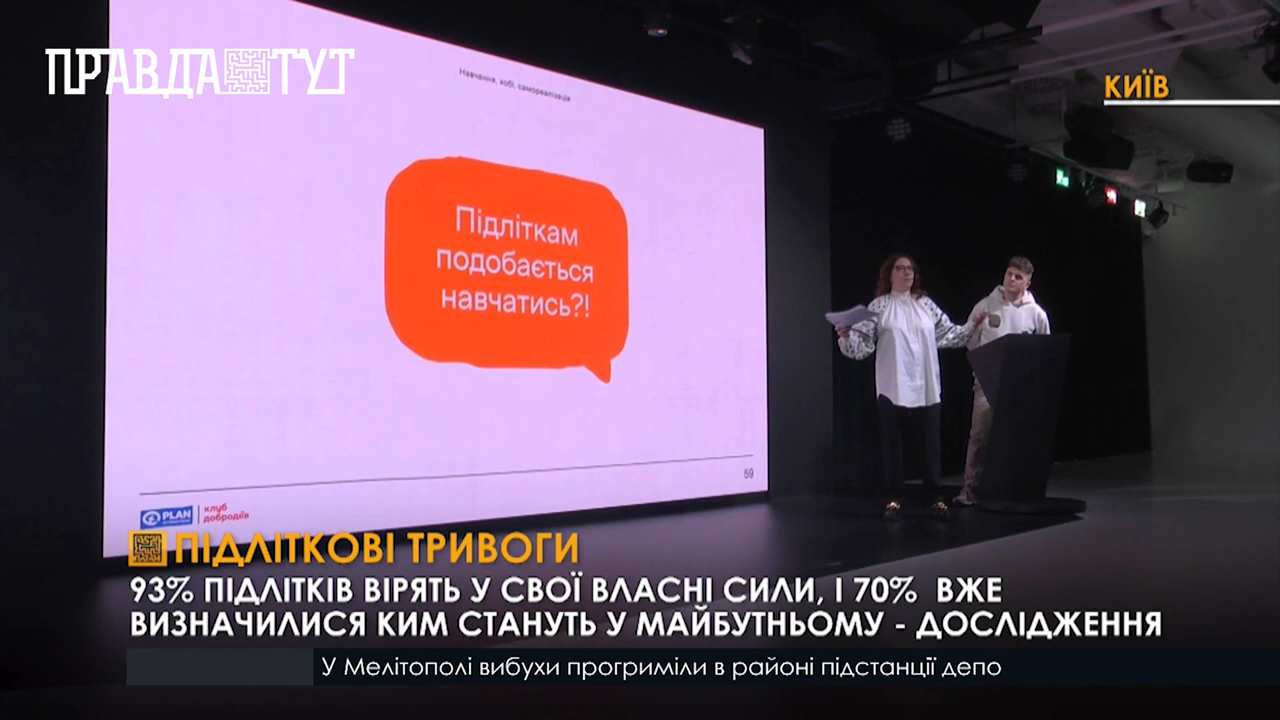 ПРАВДА ТУТ
КИЇВ
Навчання, хобі, самореалізація
Підліткам
подобається
навчатись?!
59
PLAN
клуб
добродіїв
ПІДЛІТКОВІ ТРИВОГИ
93% ПІДЛІТКІВ ВІРЯТЬ У СВОЇ ВЛАСНІ СИЛИ, І 70% ВЖЕ
ВИЗНАЧИЛИСЯ КИМ СТАНУТЬ У МАЙБУТНЬОМУ - ДОСЛІДЖЕННЯ
У Мелітополі вибухи прогриміли в районі підстанції депо